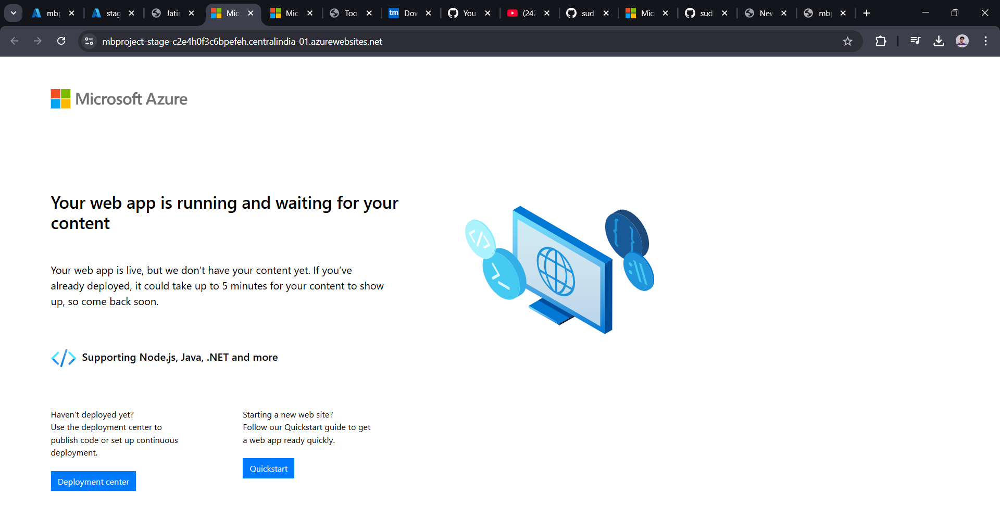 mbp
stag
Jatin
Mic
Mic
Too
tm
Dov
You
(242
sud
Mic
sud
Nev
mbp
mbproject-stage-c2e4h0f3c6bpefeh.centralindia-01.azurewebsites.net
Microsoft Azure
Your web app is running and waiting for your
content
Your web app is live, but we don’t have your content yet. If you’ve
already deployed, it could take up to 5 minutes for your content to show
up, so come back soon.
Supporting Node.js, Java, .NET and more
Haven’t deployed yet?
Use the deployment center to
publish code or set up continuous
deployment.
Deployment center
Starting a new web site?
Follow our Quickstart guide to get
a web app ready quickly.
Quickstart